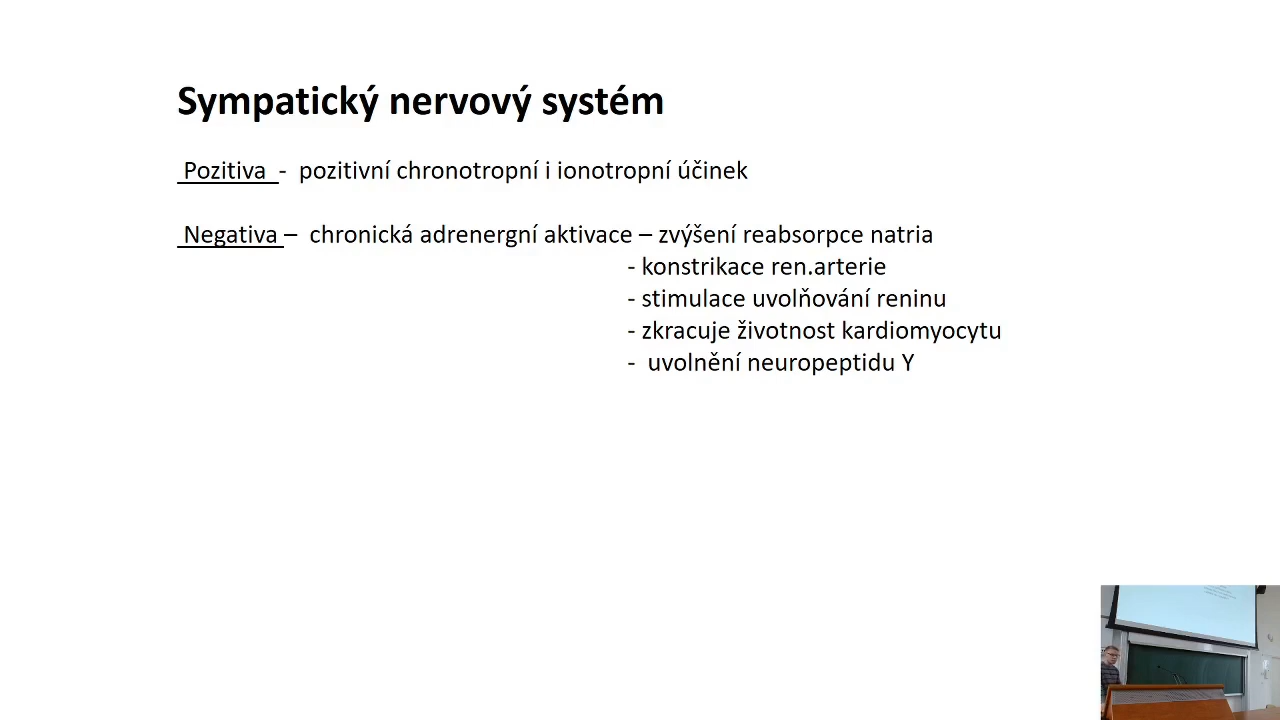 Sympatický nervový systém
Pozitiva - pozitivní chronotropní i ionotropní účinek
Negativa – chronická adrenergní aktivace – zvýšení reabsorpce natria
- konstrikace ren.arterie
- stimulace uvolňování reninu
- zkracuje životnost kardiomyocytu
- uvolnění neuropeptidu Y